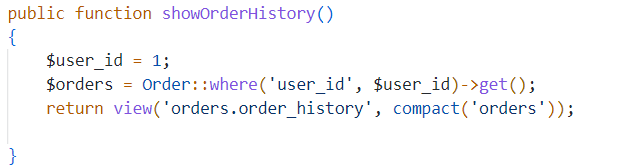 public function showOrderHistory()
{
    $user_id = 1;
    $orders = Order::where('user_id', $user_id)->get();
    return view('orders.order_history', compact('orders'));
}